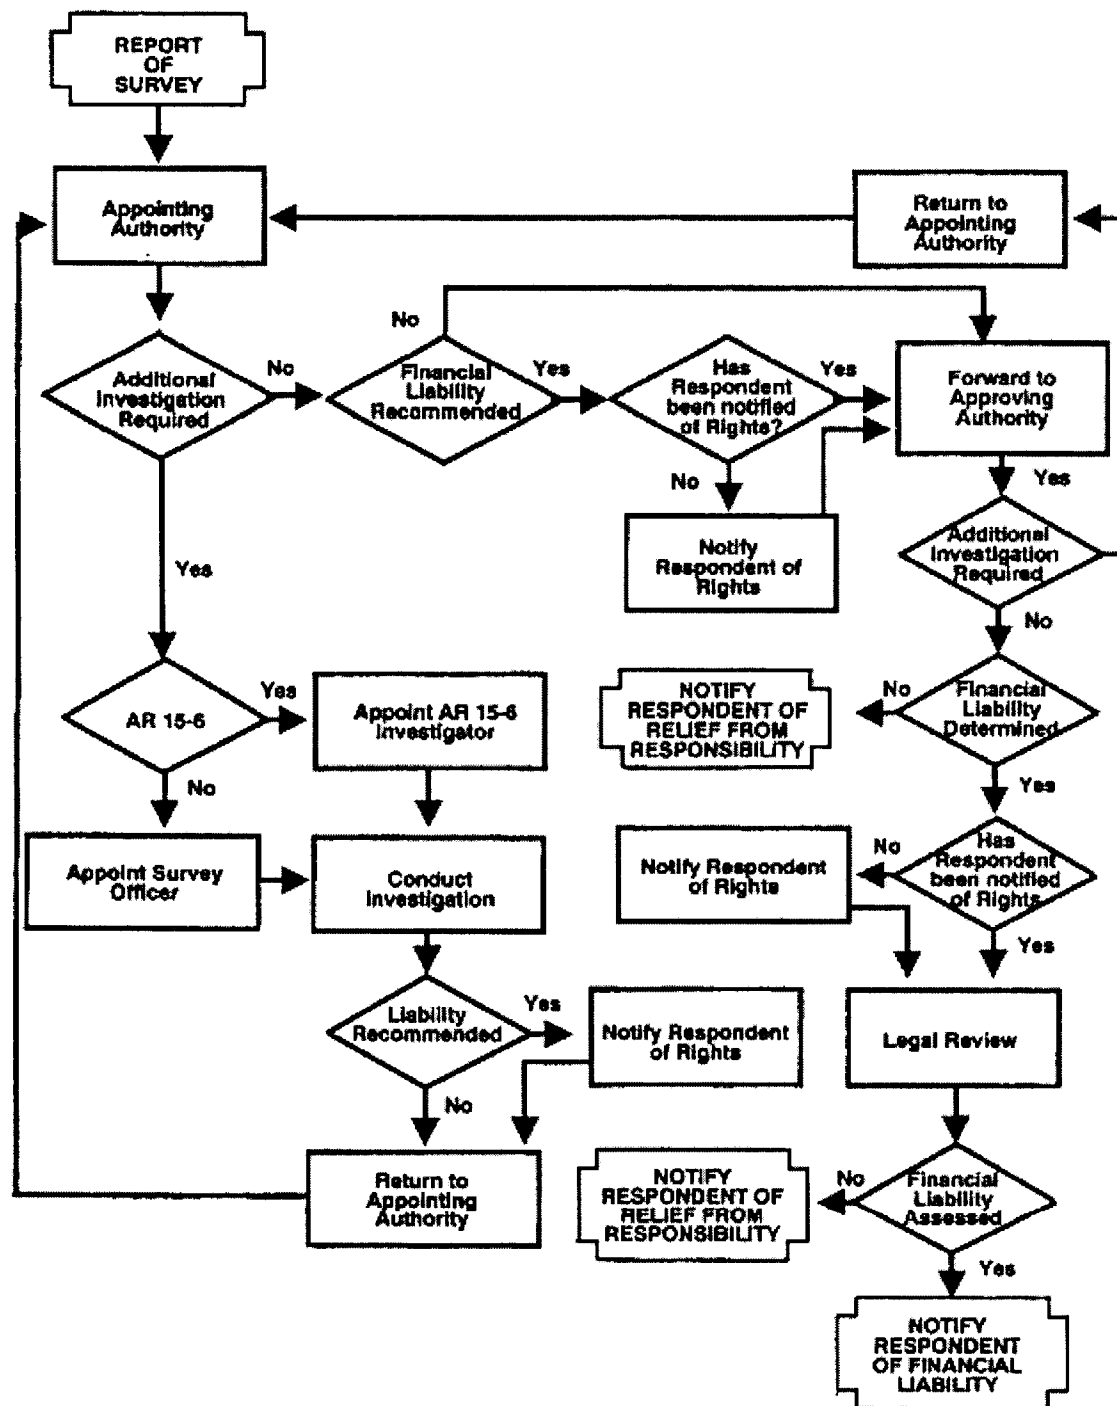 REPORT
OF
SURVEY
Appointing
Authority
Return to
Appointing
Authority
Additional
Investigation
Required
No
Yes
No
Financial
Liability
Recommended
Yes
Has
Respondent
been notified
of Rights?
Yes
No
Notify
Respondent of
Rights
Forward to
Approving
Authority
Yes
Additional
Investigation
Required
No
AR 15-6
Yes
No
Appoint AR 15-6
Investigator
Appoint Survey
Officer
Conduct
Investigation
Liability
Recommended
Yes
No
Notify Respondent
of Rights
Return to
Appointing
Authority
Financial
Liability
Determined
No
NOTIFY
RESPONDENT OF
RELIEF FROM
RESPONSIBILITY
Yes
Has
Respondent
been notified
of Rights
No
Notify Respondent
of Rights
Yes
Legal Review
Financial
Liability
Assessed
No
NOTIFY
RESPONDENT OF
RELIEF FROM
RESPONSIBILITY
Yes
NOTIFY
RESPONDENT
OF FINANCIAL
LIABILITY